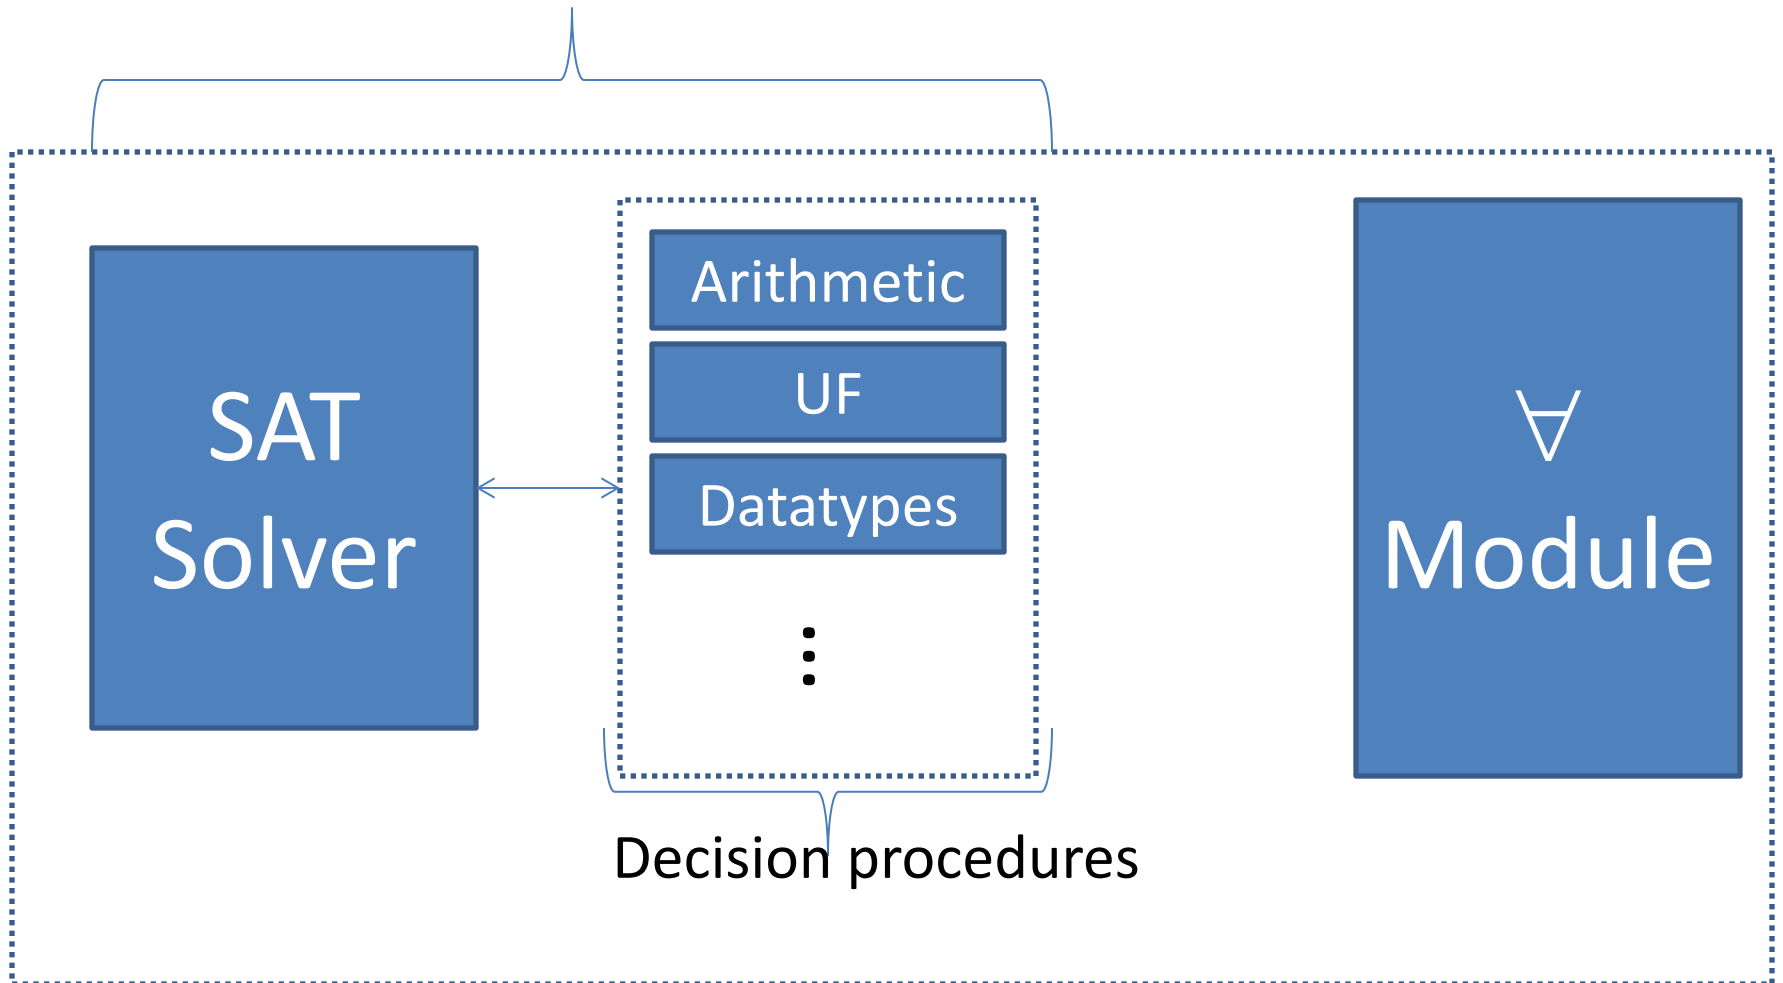 SAT
Solver
Arithmetic
UF
Datatypes
⋮
∀
Module
Decision procedures